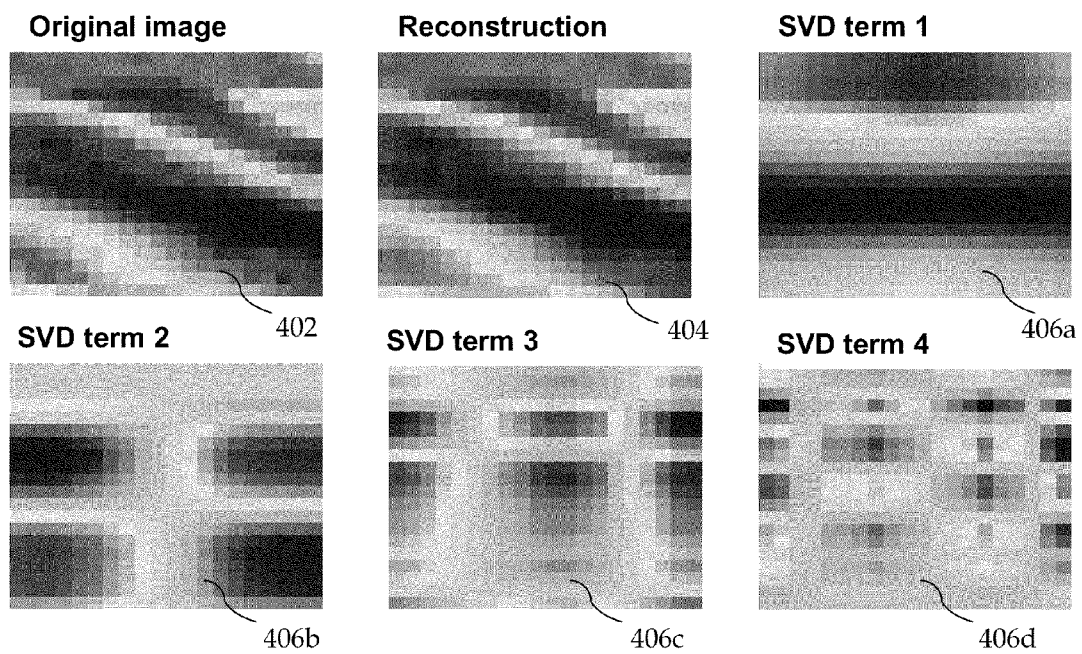 Original image
Reconstruction
SVD term 1
402
404
406a
SVD term 2
SVD term 3
SVD term 4
406b
406c
406d